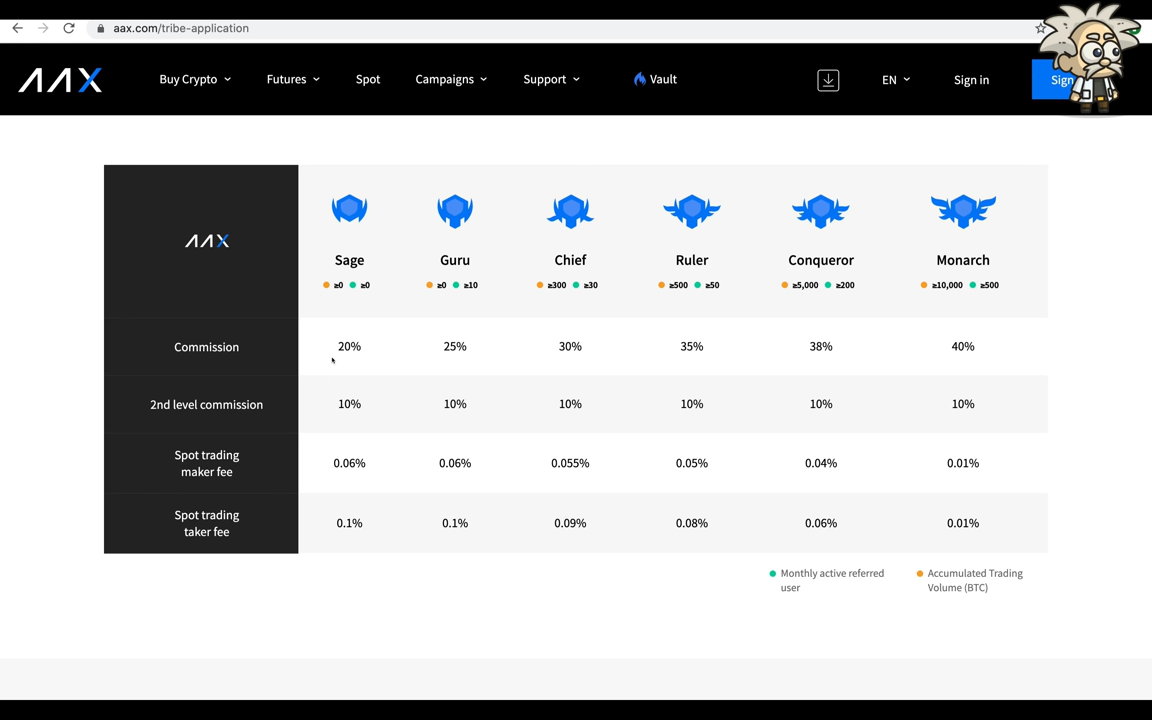 aax.com/tribe-application
AAX
Buy Crypto
Futures
Spot
Campaigns
Support
Vault
EN
Sign in
Sign
AAX
Sage
Guru
Chief
Ruler
Conqueror
Monarch
≥0 ≥0
≥0 ≥10
≥300 ≥30
≥500 ≥50
≥5,000 ≥200
≥10,000 ≥500
Commission
20%
25%
30%
35%
38%
40%
2nd level commission
10%
10%
10%
10%
10%
10%
Spot trading
maker fee
0.06%
0.06%
0.055%
0.05%
0.04%
0.01%
Spot trading
taker fee
0.1%
0.1%
0.09%
0.08%
0.06%
0.01%
Monthly active referred
user
Accumulated Trading
Volume (BTC)